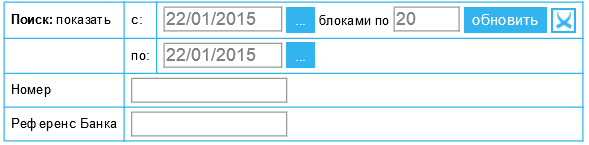 Поиск: показать с: 22/01/2015 ... блоками по 20 обновить
по: 22/01/2015 ...
Номер
Референс Банка